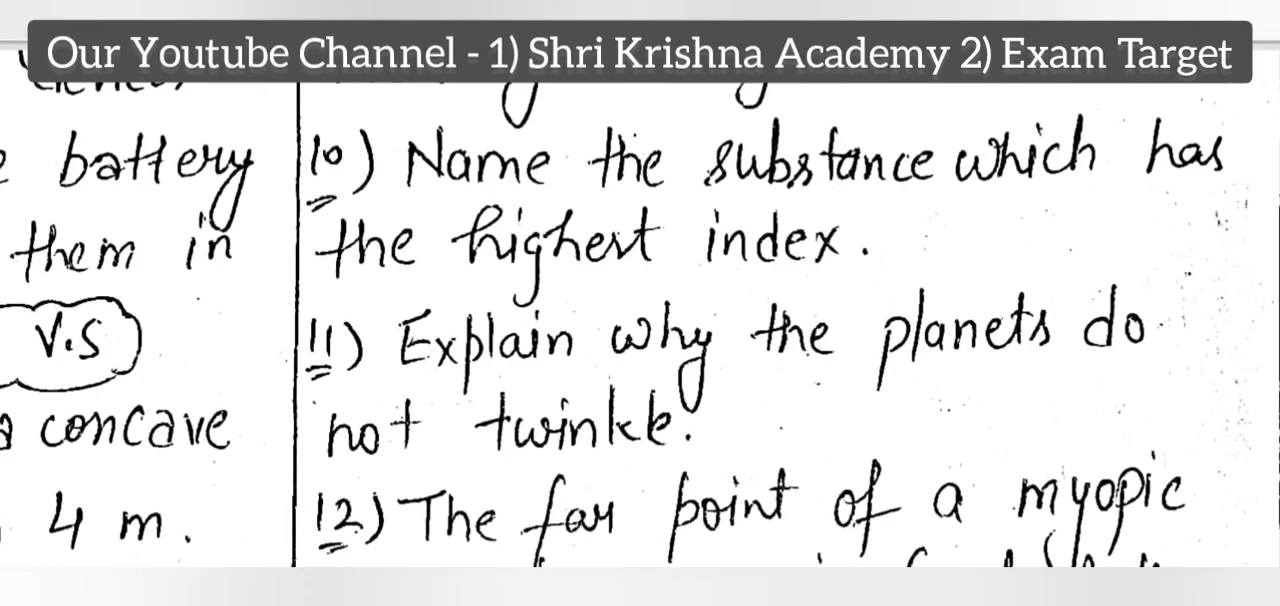 Our Youtube Channel - 1) Shri Krishna Academy 2) Exam Target
battery
them in
V.S
concave
4 m.
10) Name the substance which has
the highest index.
11) Explain why the planets do
not twinkle?
12) The far point of a myopic